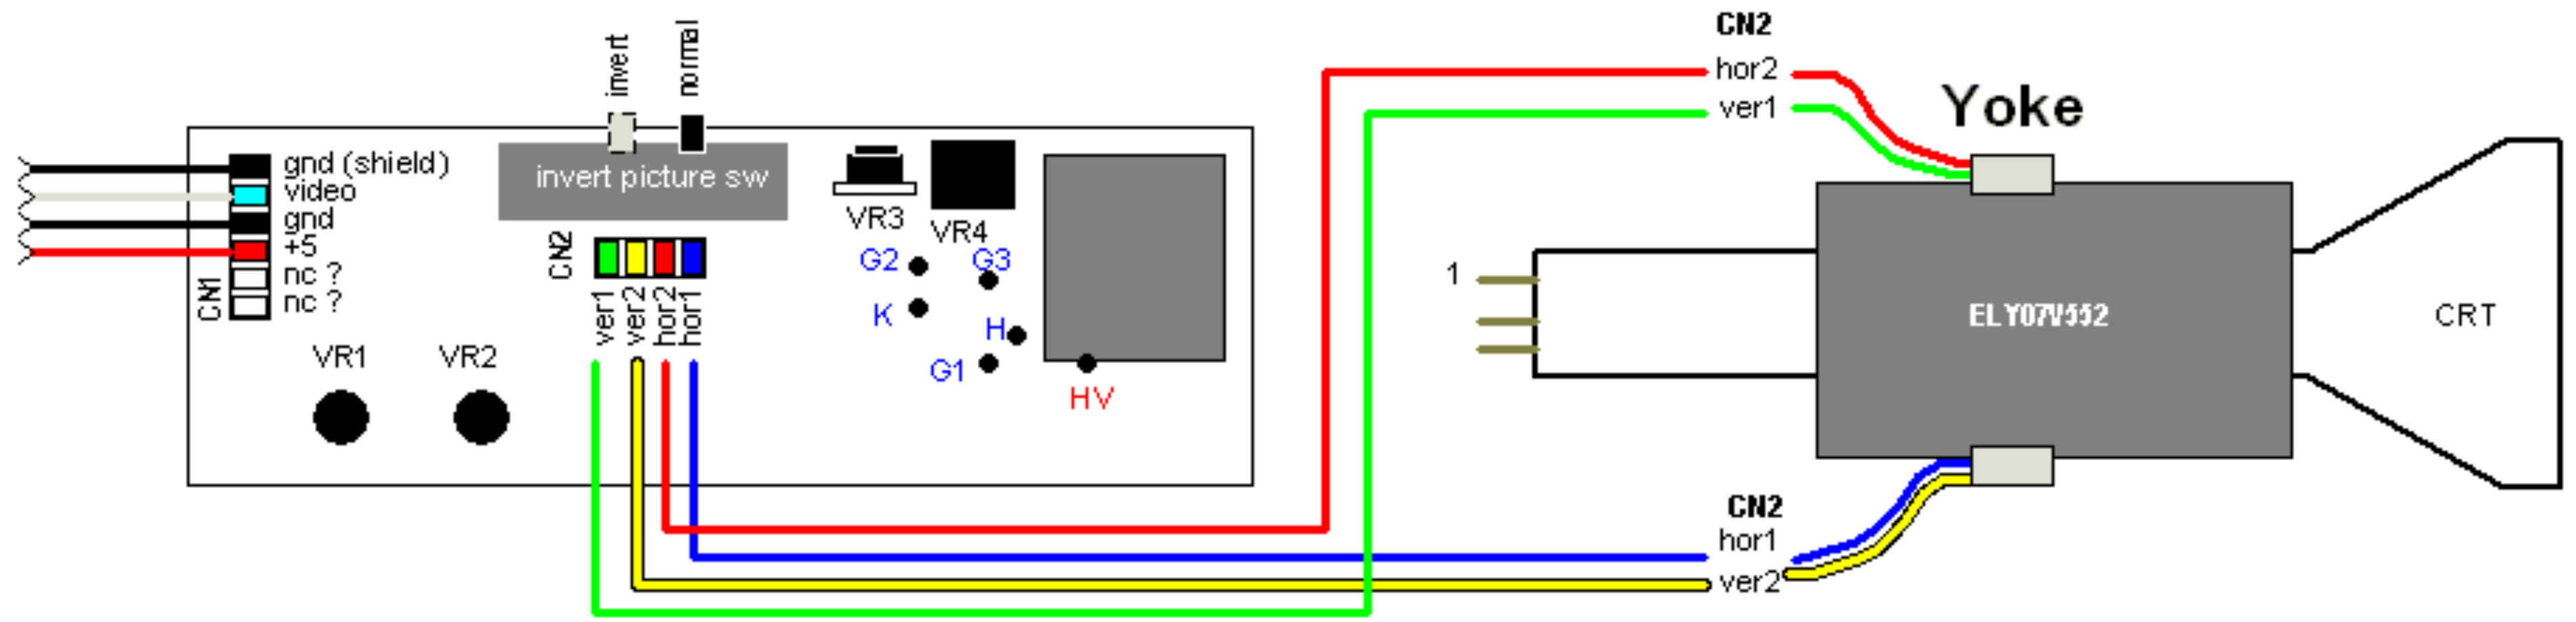 invert
normal
gnd (shield)
video
gnd
+5
nc ?
nc ?
CN1
invert picture sw
CN2
ver1
ver2
hor2
hor1
VR1
VR2
VR3
VR4
G2
G3
K
H
G1
HV
CN2
hor2
ver1
Yoke
1
ELY07V552
CRT
CN2
hor1
ver2